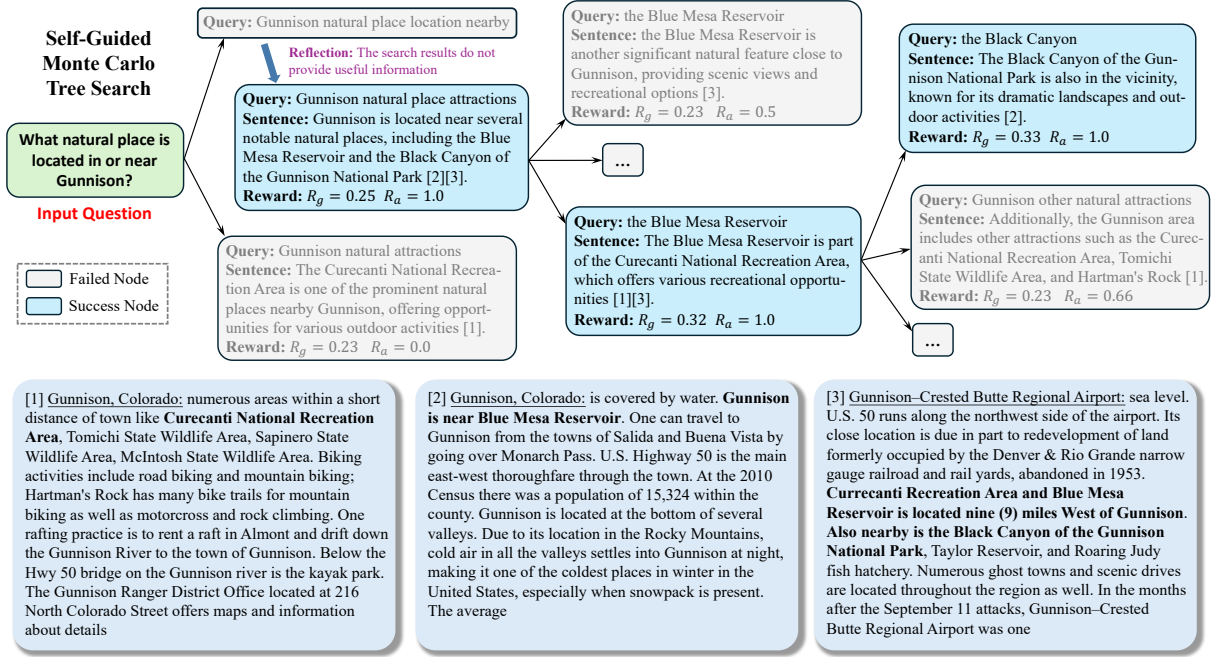 Self-Guided
Monte Carlo
Tree Search
What natural place is
located in or near
Gunnison?
Input Question
Failed Node
Success Node
Query: Gunnison natural place location nearby
Reflection: The search results do not
provide useful information
Query: Gunnison natural place attractions
Sentence: Gunnison is located near several
notable natural places, including the Blue
Mesa Reservoir and the Black Canyon of
the Gunnison National Park [2][3].
Reward: R_g = 0.25 R_a = 1.0
Query: Gunnison natural attractions
Sentence: The Curecanti National Recrea-
tion Area is one of the prominent natural
places nearby Gunnison, offering opport-
unities for various outdoor activities [1].
Reward: R_g = 0.23 R_a = 0.0
Query: the Blue Mesa Reservoir
Sentence: the Blue Mesa Reservoir is
another significant natural feature close to
Gunnison, providing scenic views and
recreational options [3].
Reward: R_g = 0.23 R_a = 0.5
...
Query: the Blue Mesa Reservoir
Sentence: The Blue Mesa Reservoir is part
of the Curecanti National Recreation Area,
which offers various recreational opportu-
nities [1][3].
Reward: R_g = 0.32 R_a = 1.0
Query: the Black Canyon
Sentence: The Black Canyon of the Gun-
nison National Park is also in the vicinity,
known for its dramatic landscapes and out-
door activities [2].
Reward: R_g = 0.33 R_a = 1.0
Query: Gunnison other natural attractions
Sentence: Additionally, the Gunnison area
includes other attractions such as the Curec-
anti National Recreation Area, Tomichi
State Wildlife Area, and Hartman's Rock [1].
Reward: R_g = 0.23 R_a = 0.66
...
[1] Gunnison, Colorado: numerous areas within a short
distance of town like Curecanti National Recreation
Area, Tomichi State Wildlife Area, Sapinero State
Wildlife Area, McIntosh State Wildlife Area. Biking
activities include road biking and mountain biking;
Hartman's Rock has many bike trails for mountain
biking as well as motorcross and rock climbing. One
rafting practice is to rent a raft in Almont and drift down
the Gunnison River to the town of Gunnison. Below the
Hwy 50 bridge on the Gunnison river is the kayak park.
The Gunnison Ranger District Office located at 216
North Colorado Street offers maps and information
about details
[2] Gunnison, Colorado: is covered by water. Gunnison
is near Blue Mesa Reservoir. One can travel to
Gunnison from the towns of Salida and Buena Vista by
going over Monarch Pass. U.S. Highway 50 is the main
east-west thoroughfare through the town. At the 2010
Census there was a population of 15,324 within the
county. Gunnison is located at the bottom of several
valleys. Due to its location in the Rocky Mountains,
cold air in all the valleys settles into Gunnison at night,
making it one of the coldest places in winter in the
United States, especially when snowpack is present.
The average
[3] Gunnison–Crested Butte Regional Airport: sea level.
U.S. 50 runs along the northwest side of the airport. Its
close location is due in part to redevelopment of land
formerly occupied by the Denver & Rio Grande narrow
gauge railroad and rail yards, abandoned in 1953.
Currecanti Recreation Area and Blue Mesa
Reservoir is located nine (9) miles West of Gunnison.
Also nearby is the Black Canyon of the Gunnison
National Park, Taylor Reservoir, and Roaring Judy
fish hatchery. Numerous ghost towns and scenic drives
are located throughout the region as well. In the months
after the September 11 attacks, Gunnison–Crested
Butte Regional Airport was one